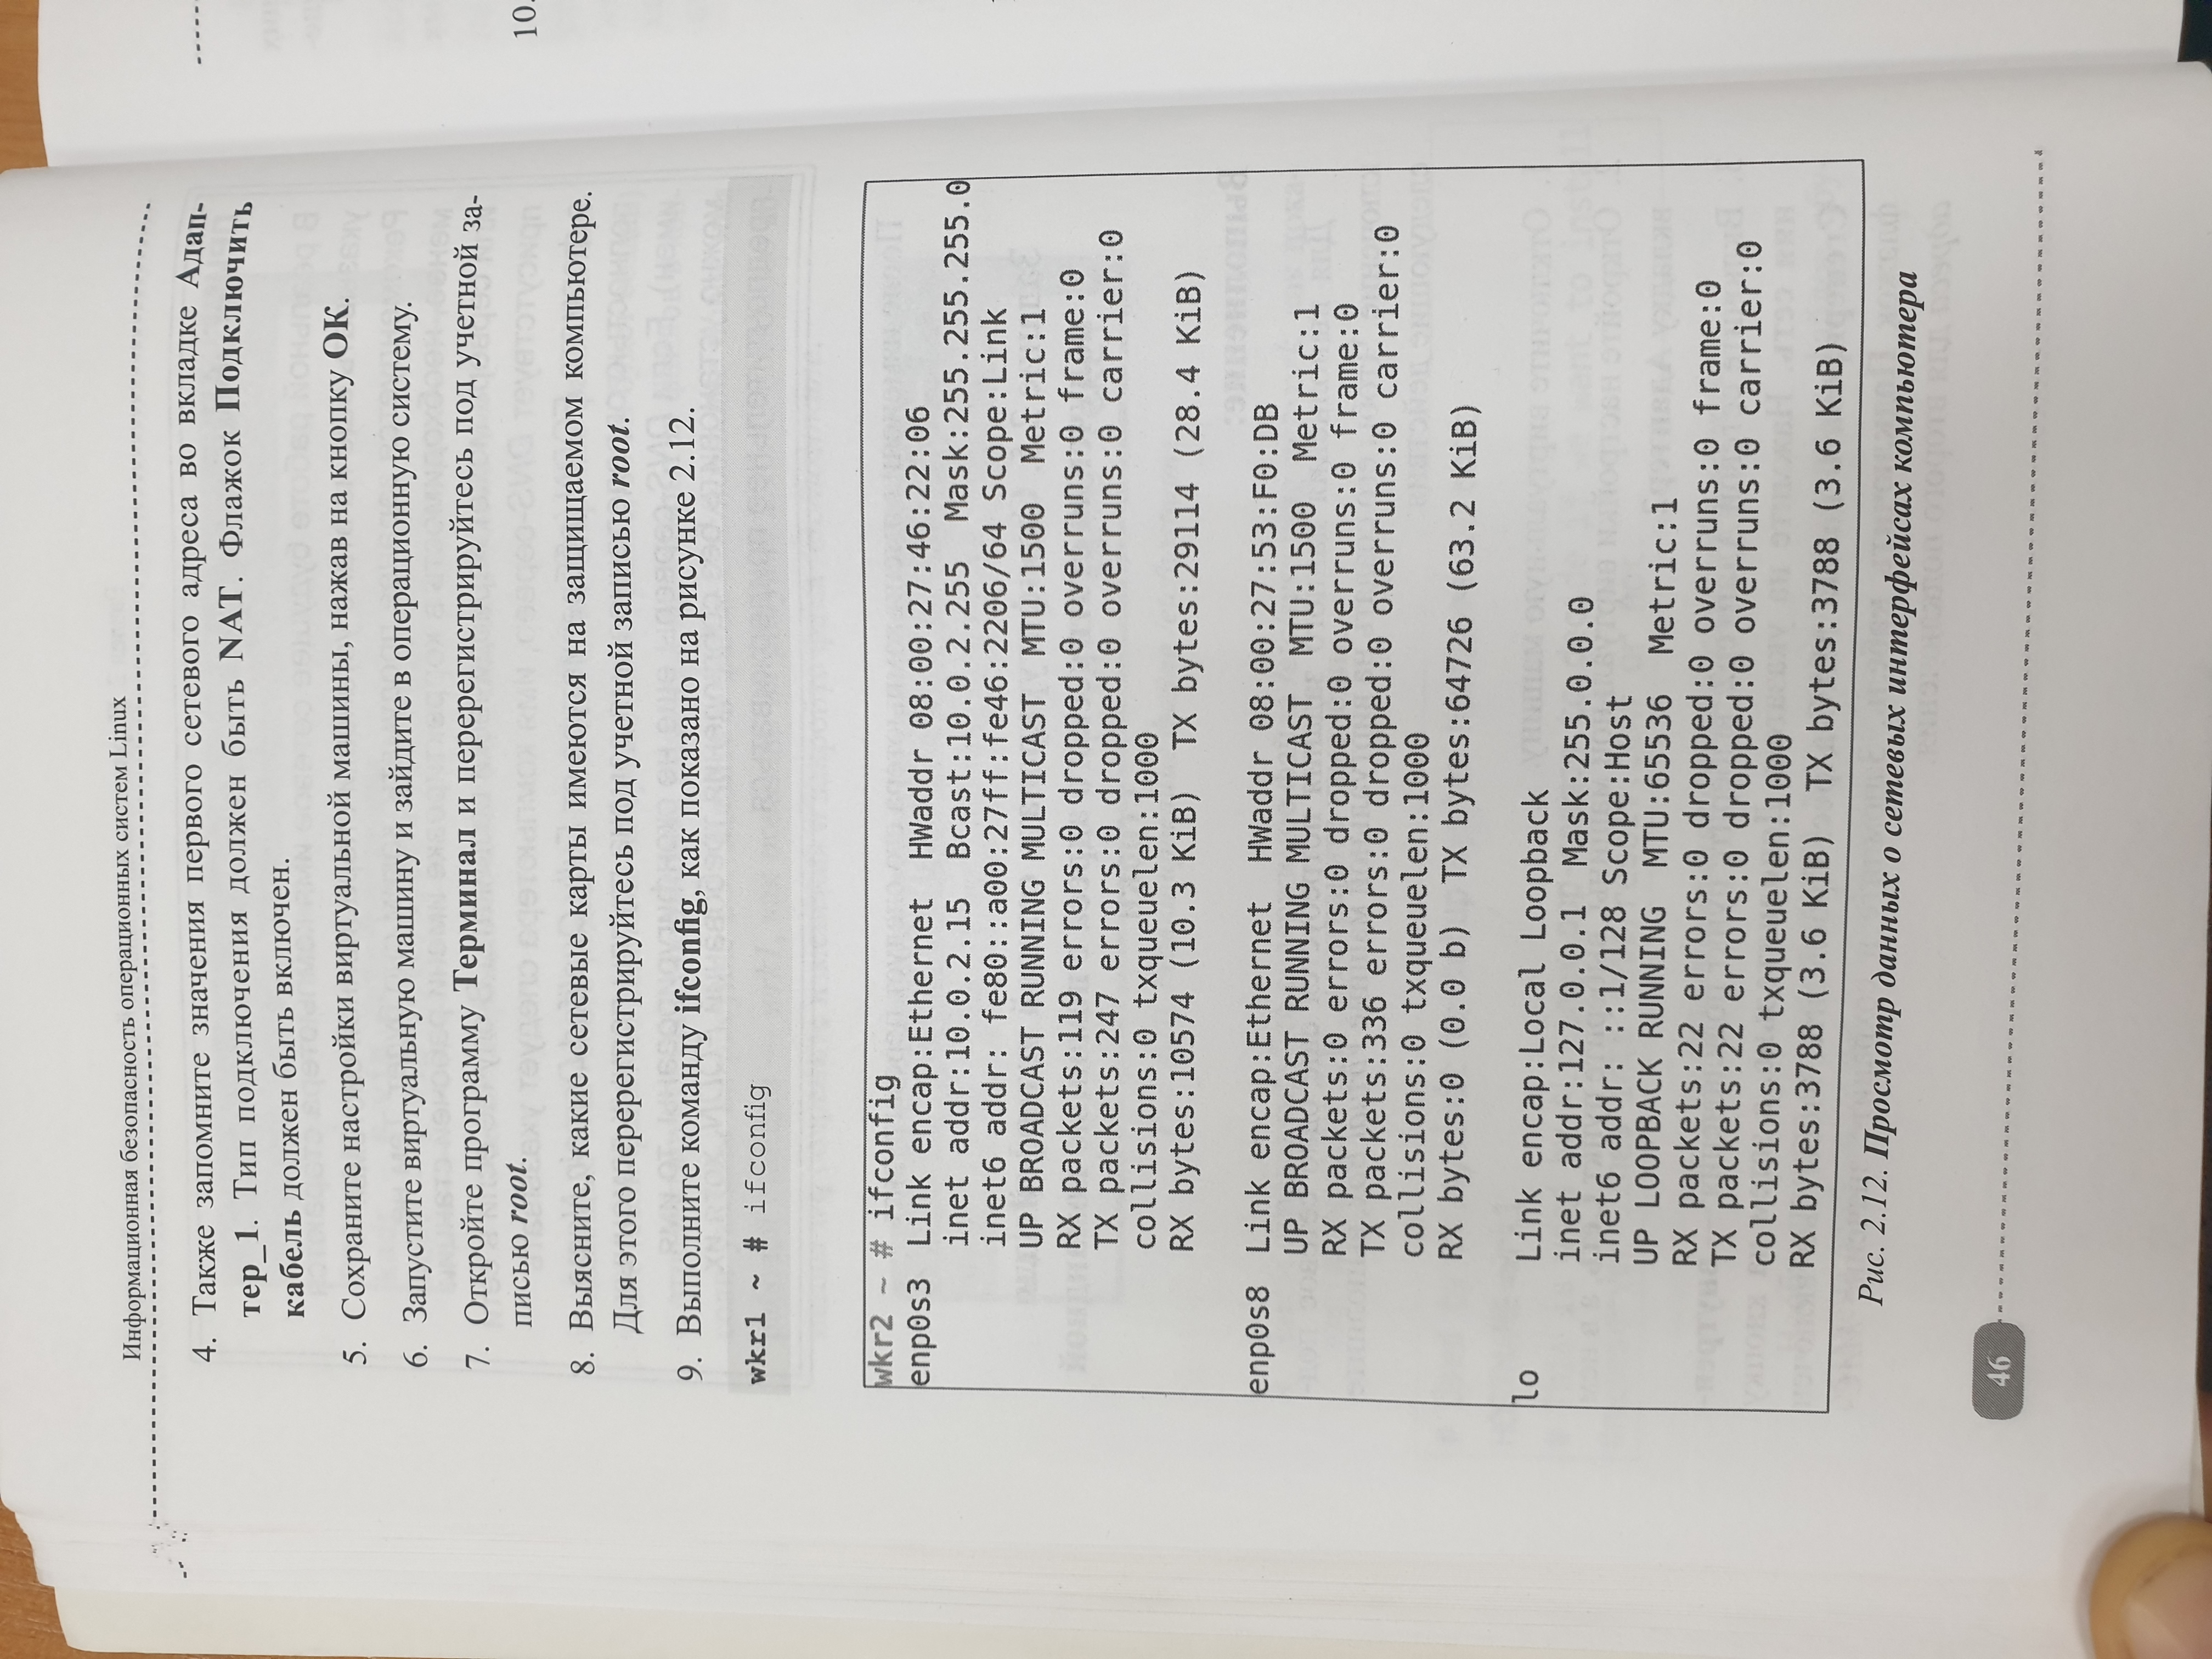 Информационная безопасность операционных систем Linux
4. Также запомните значения первого сетевого адреса во вкладке Адап-
тер_1. Тип подключения должен быть NAT. Флажок Подключить
кабель должен быть включен.
5. Сохраните настройки виртуальной машины, нажав на кнопку OK.
6. Запустите виртуальную машину и зайдите в операционную систему.
7. Откройте программу Терминал и перерегистрируйтесь под учетной за-
писью root.
8. Выясните, какие сетевые карты имеются на защищаемом компьютере.
Для этого перерегистрируйтесь под учетной записью root.
9. Выполните команду ifconfig, как показано на рисунке 2.12.
wkr1 ~ # ifconfig
wkr2 ~ # ifconfig
enp0s3 Link encap:Ethernet HWaddr 08:00:27:46:22:06
inet addr:10.0.2.15 Bcast:10.0.2.255 Mask:255.255.255.0
inet6 addr: fe80::a00:27ff:fe46:2206/64 Scope:Link
UP BROADCAST RUNNING MULTICAST MTU:1500 Metric:1
RX packets:119 errors:0 dropped:0 overruns:0 frame:0
TX packets:247 errors:0 dropped:0 overruns:0 carrier:0
collisions:0 txqueuelen:1000
RX bytes:10574 (10.3 KiB) TX bytes:29114 (28.4 KiB)
enp0s8 Link encap:Ethernet HWaddr 08:00:27:53:F0:DB
UP BROADCAST RUNNING MULTICAST MTU:1500 Metric:1
RX packets:0 errors:0 dropped:0 overruns:0 frame:0
TX packets:336 errors:0 dropped:0 overruns:0 carrier:0
collisions:0 txqueuelen:1000
RX bytes:0 (0.0 b) TX bytes:64726 (63.2 KiB)
lo Link encap:Local Loopback
inet addr:127.0.0.1 Mask:255.0.0.0
inet6 addr: ::1/128 Scope:Host
UP LOOPBACK RUNNING MTU:65536 Metric:1
RX packets:22 errors:0 dropped:0 overruns:0 frame:0
TX packets:22 errors:0 dropped:0 overruns:0 carrier:0
collisions:0 txqueuelen:1000
RX bytes:3788 (3.6 KiB) TX bytes:3788 (3.6 KiB)
Рис. 2.12. Просмотр данных о сетевых интерфейсах компьютера
46
10.